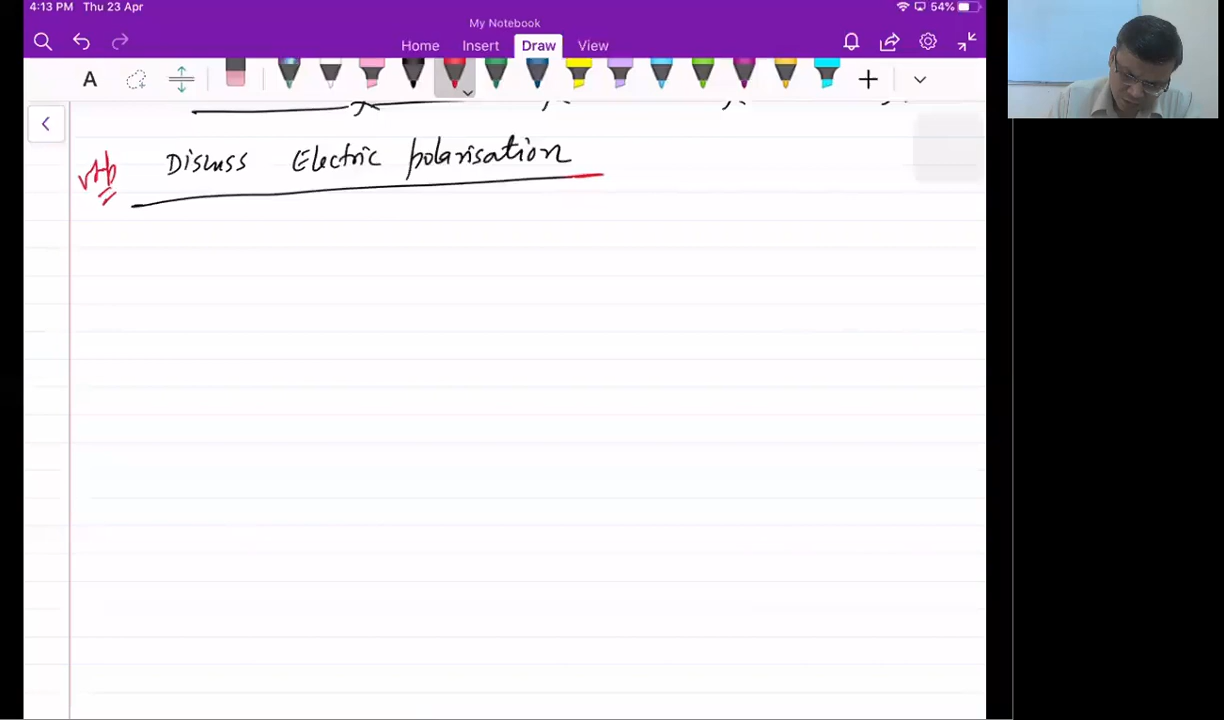 4:13 PM Thu 23 Apr
54%
My Notebook
Home Insert Draw View
A
Discuss Electric polarisation